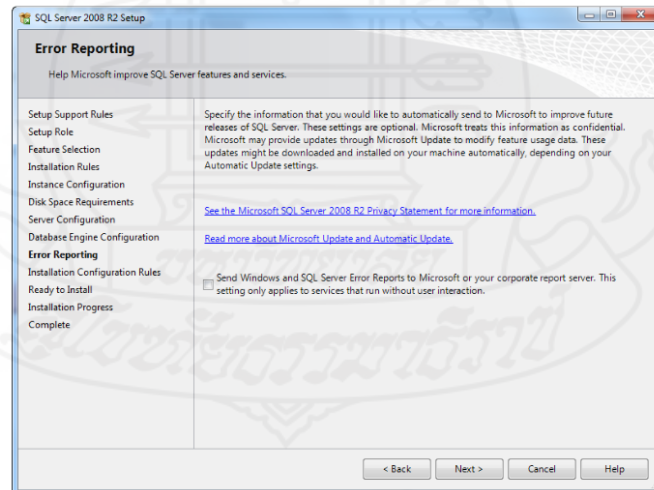 SQL Server 2008 R2 Setup
Error Reporting
Help Microsoft improve SQL Server features and services.
Setup Support Rules
Setup Role
Feature Selection
Installation Rules
Instance Configuration
Disk Space Requirements
Server Configuration
Database Engine Configuration
Error Reporting
Installation Configuration Rules
Ready to Install
Installation Progress
Complete
Specify the information that you would like to automatically send to Microsoft to improve future
releases of SQL Server. These settings are optional. Microsoft treats this information as confidential.
Microsoft may provide updates through Microsoft Update to modify feature usage data. These
updates might be downloaded and installed on your machine automatically, depending on your
Automatic Update settings.
See the Microsoft SQL Server 2008 R2 Privacy Statement for more information.
Read more about Microsoft Update and Automatic Update.
Send Windows and SQL Server Error Reports to Microsoft or your corporate report server. This
setting only applies to services that run without user interaction.
< Back
Next >
Cancel
Help